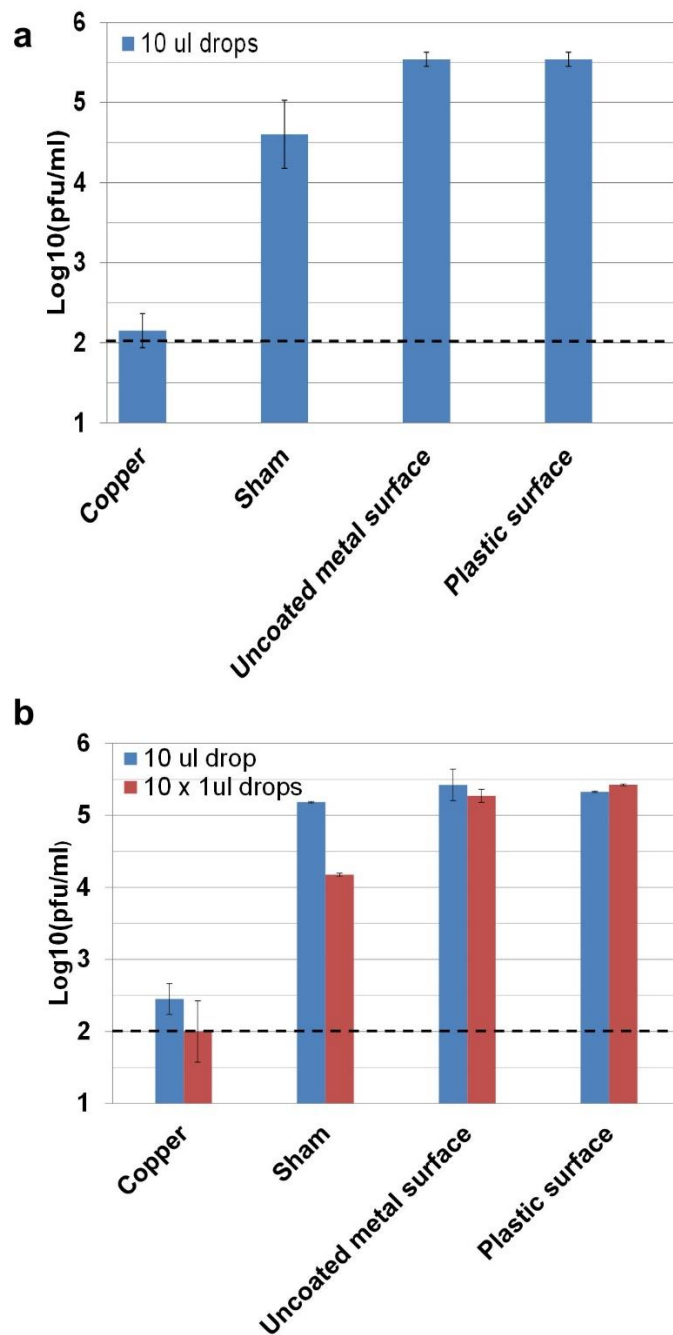 a
10 ul drops
Log10(pfu/ml)
6
5
4
3
2
1
Copper
Sham
Uncoated metal surface
Plastic surface
b
10 ul drop
10 x 1ul drops
Log10(pfu/ml)
6
5
4
3
2
1
Copper
Sham
Uncoated metal surface
Plastic surface